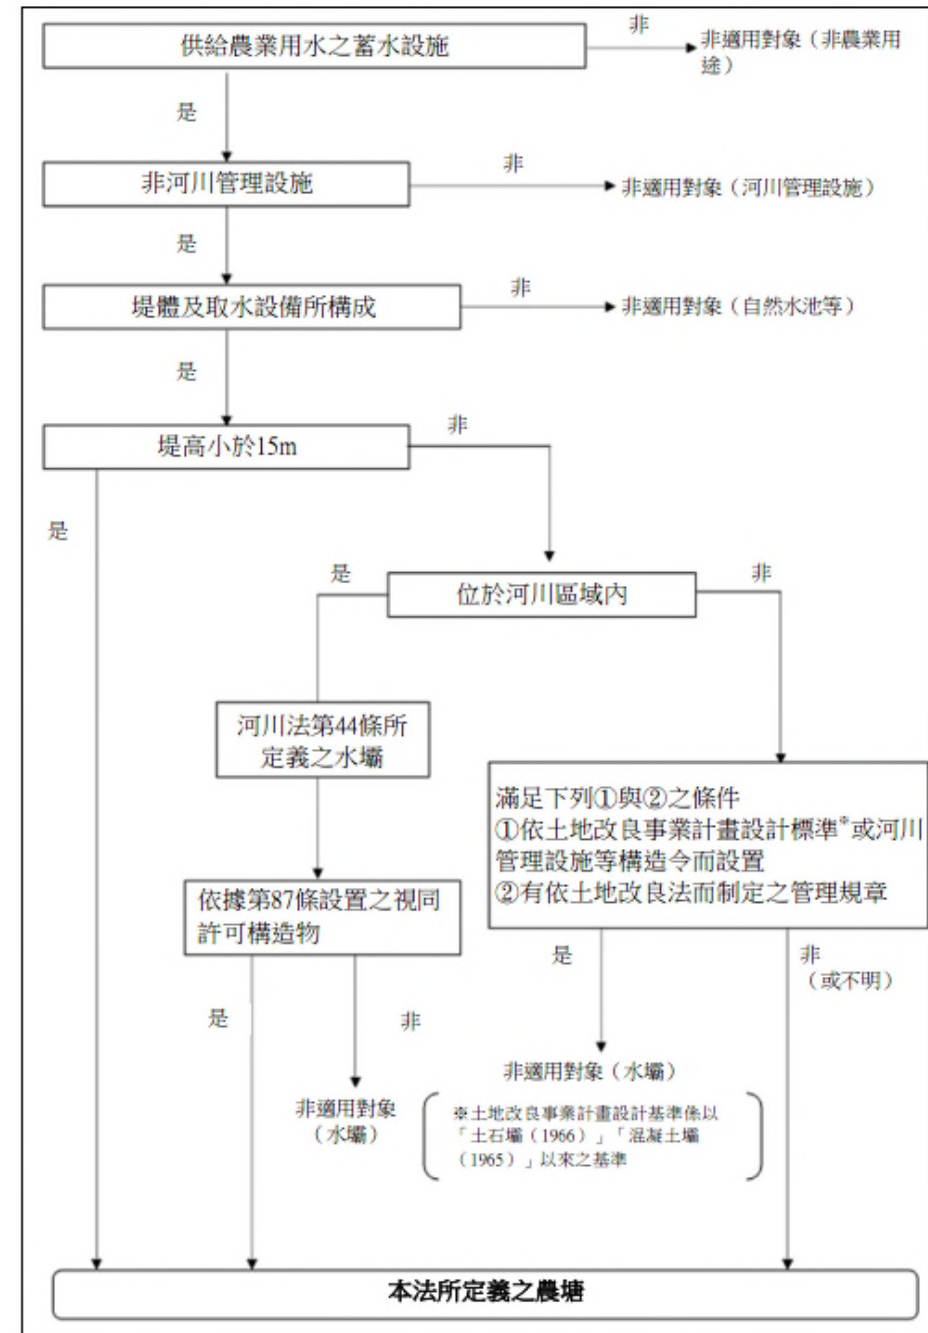 供給農業用水之蓄水設施
非
非適用對象（非農業用
途）
是
非河川管理設施
非
非適用對象（河川管理設施）
是
堤體及取水設備所構成
非
非適用對象（自然水池等）
是
堤高小於15m
非
是
是
位於河川區域內
非
河川法第44條所
定義之水壩
滿足下列①與②之條件
①依土地改良事業計畫設計標準※或河川
管理設施等構造令而設置
②有依土地改良法而制定之管理規章
依據第87條設置之視同
許可構造物
是
非
（或不明）
是
非
非適用對象（水壩）
非適用對象
（水壩）
※土地改良事業計畫設計基準係以
「土石壩（1966）」「混凝土壩
（1965）」以來之基準
本法所定義之農塘